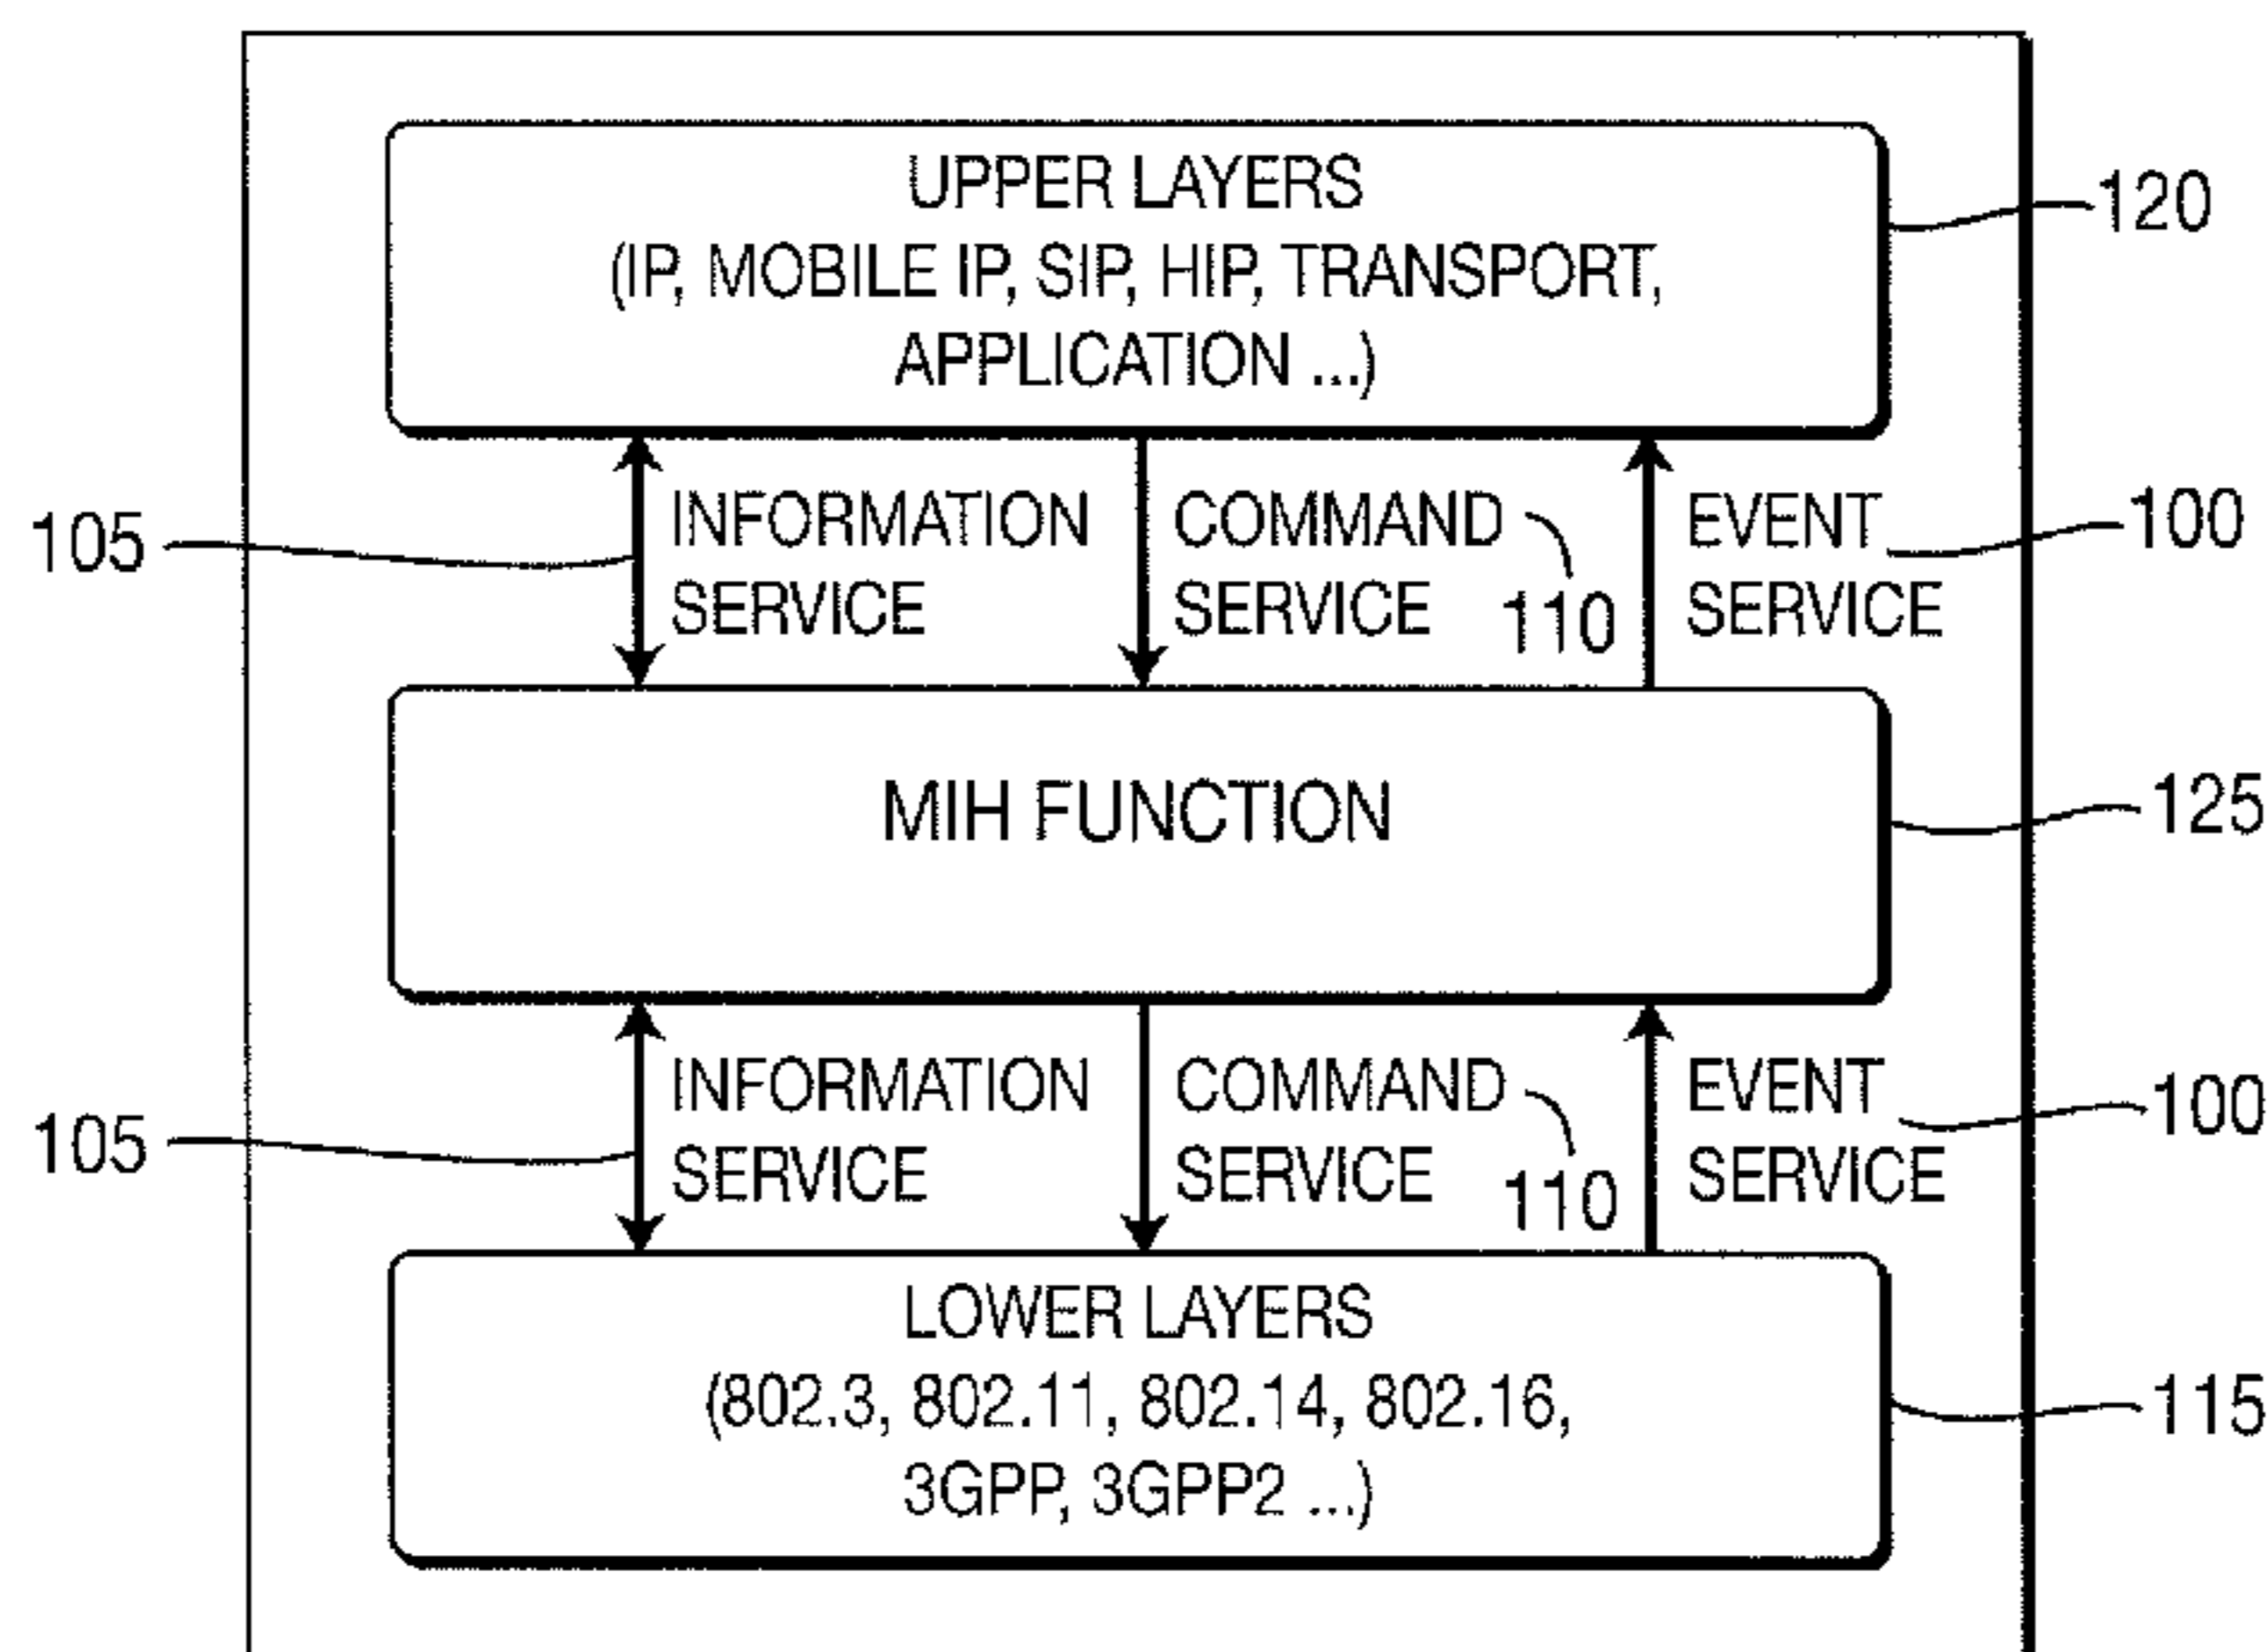 UPPER LAYERS
(IP, MOBILE IP, SIP, HIP, TRANSPORT,
APPLICATION ...)
120
105
INFORMATION
SERVICE
COMMAND
SERVICE
110
EVENT
SERVICE
100
MIH FUNCTION
125
105
INFORMATION
SERVICE
COMMAND
SERVICE
110
EVENT
SERVICE
100
LOWER LAYERS
(802.3, 802.11, 802.14, 802.16,
3GPP, 3GPP2 ...)
115